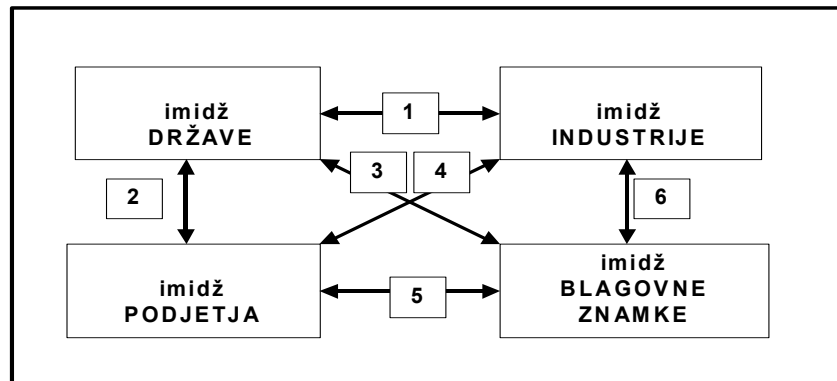 imidž
DRŽAVE
1
imidž
INDUSTRIJE
2
3
4
6
imidž
PODJETJA
5
imidž
BLAGOVNE
ZNAMKE